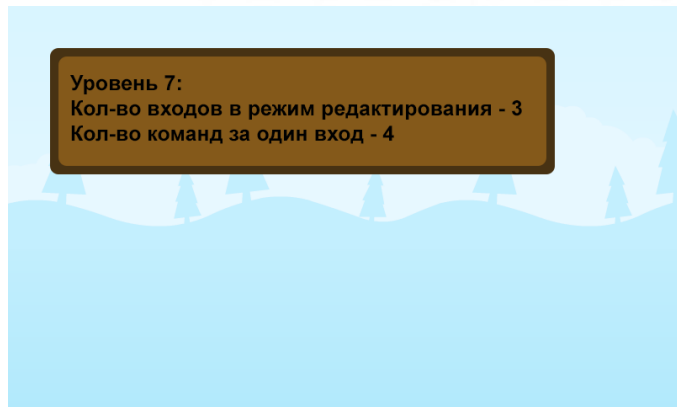 Уровень 7:
Кол-во входов в режим редактирования - 3
Кол-во команд за один вход - 4